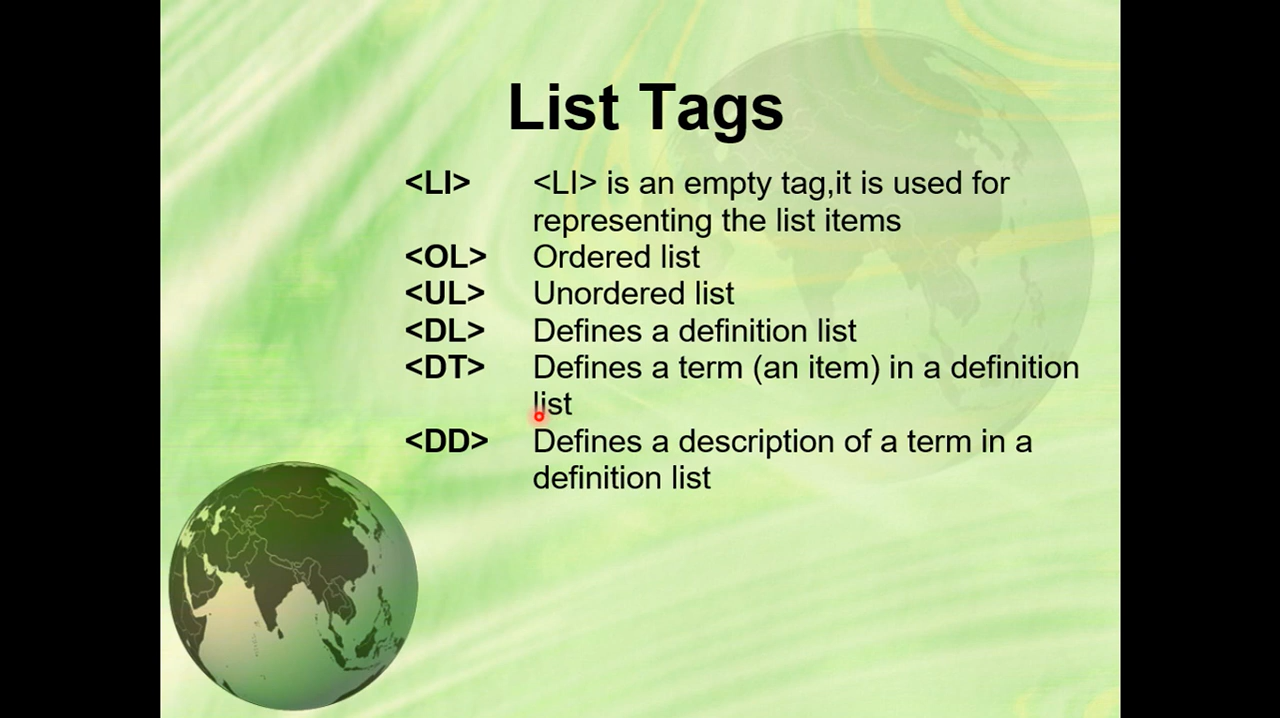 List Tags
<LI> <LI> is an empty tag,it is used for
representing the list items
<OL> Ordered list
<UL> Unordered list
<DL> Defines a definition list
<DT> Defines a term (an item) in a definition
list
<DD> Defines a description of a term in a
definition list